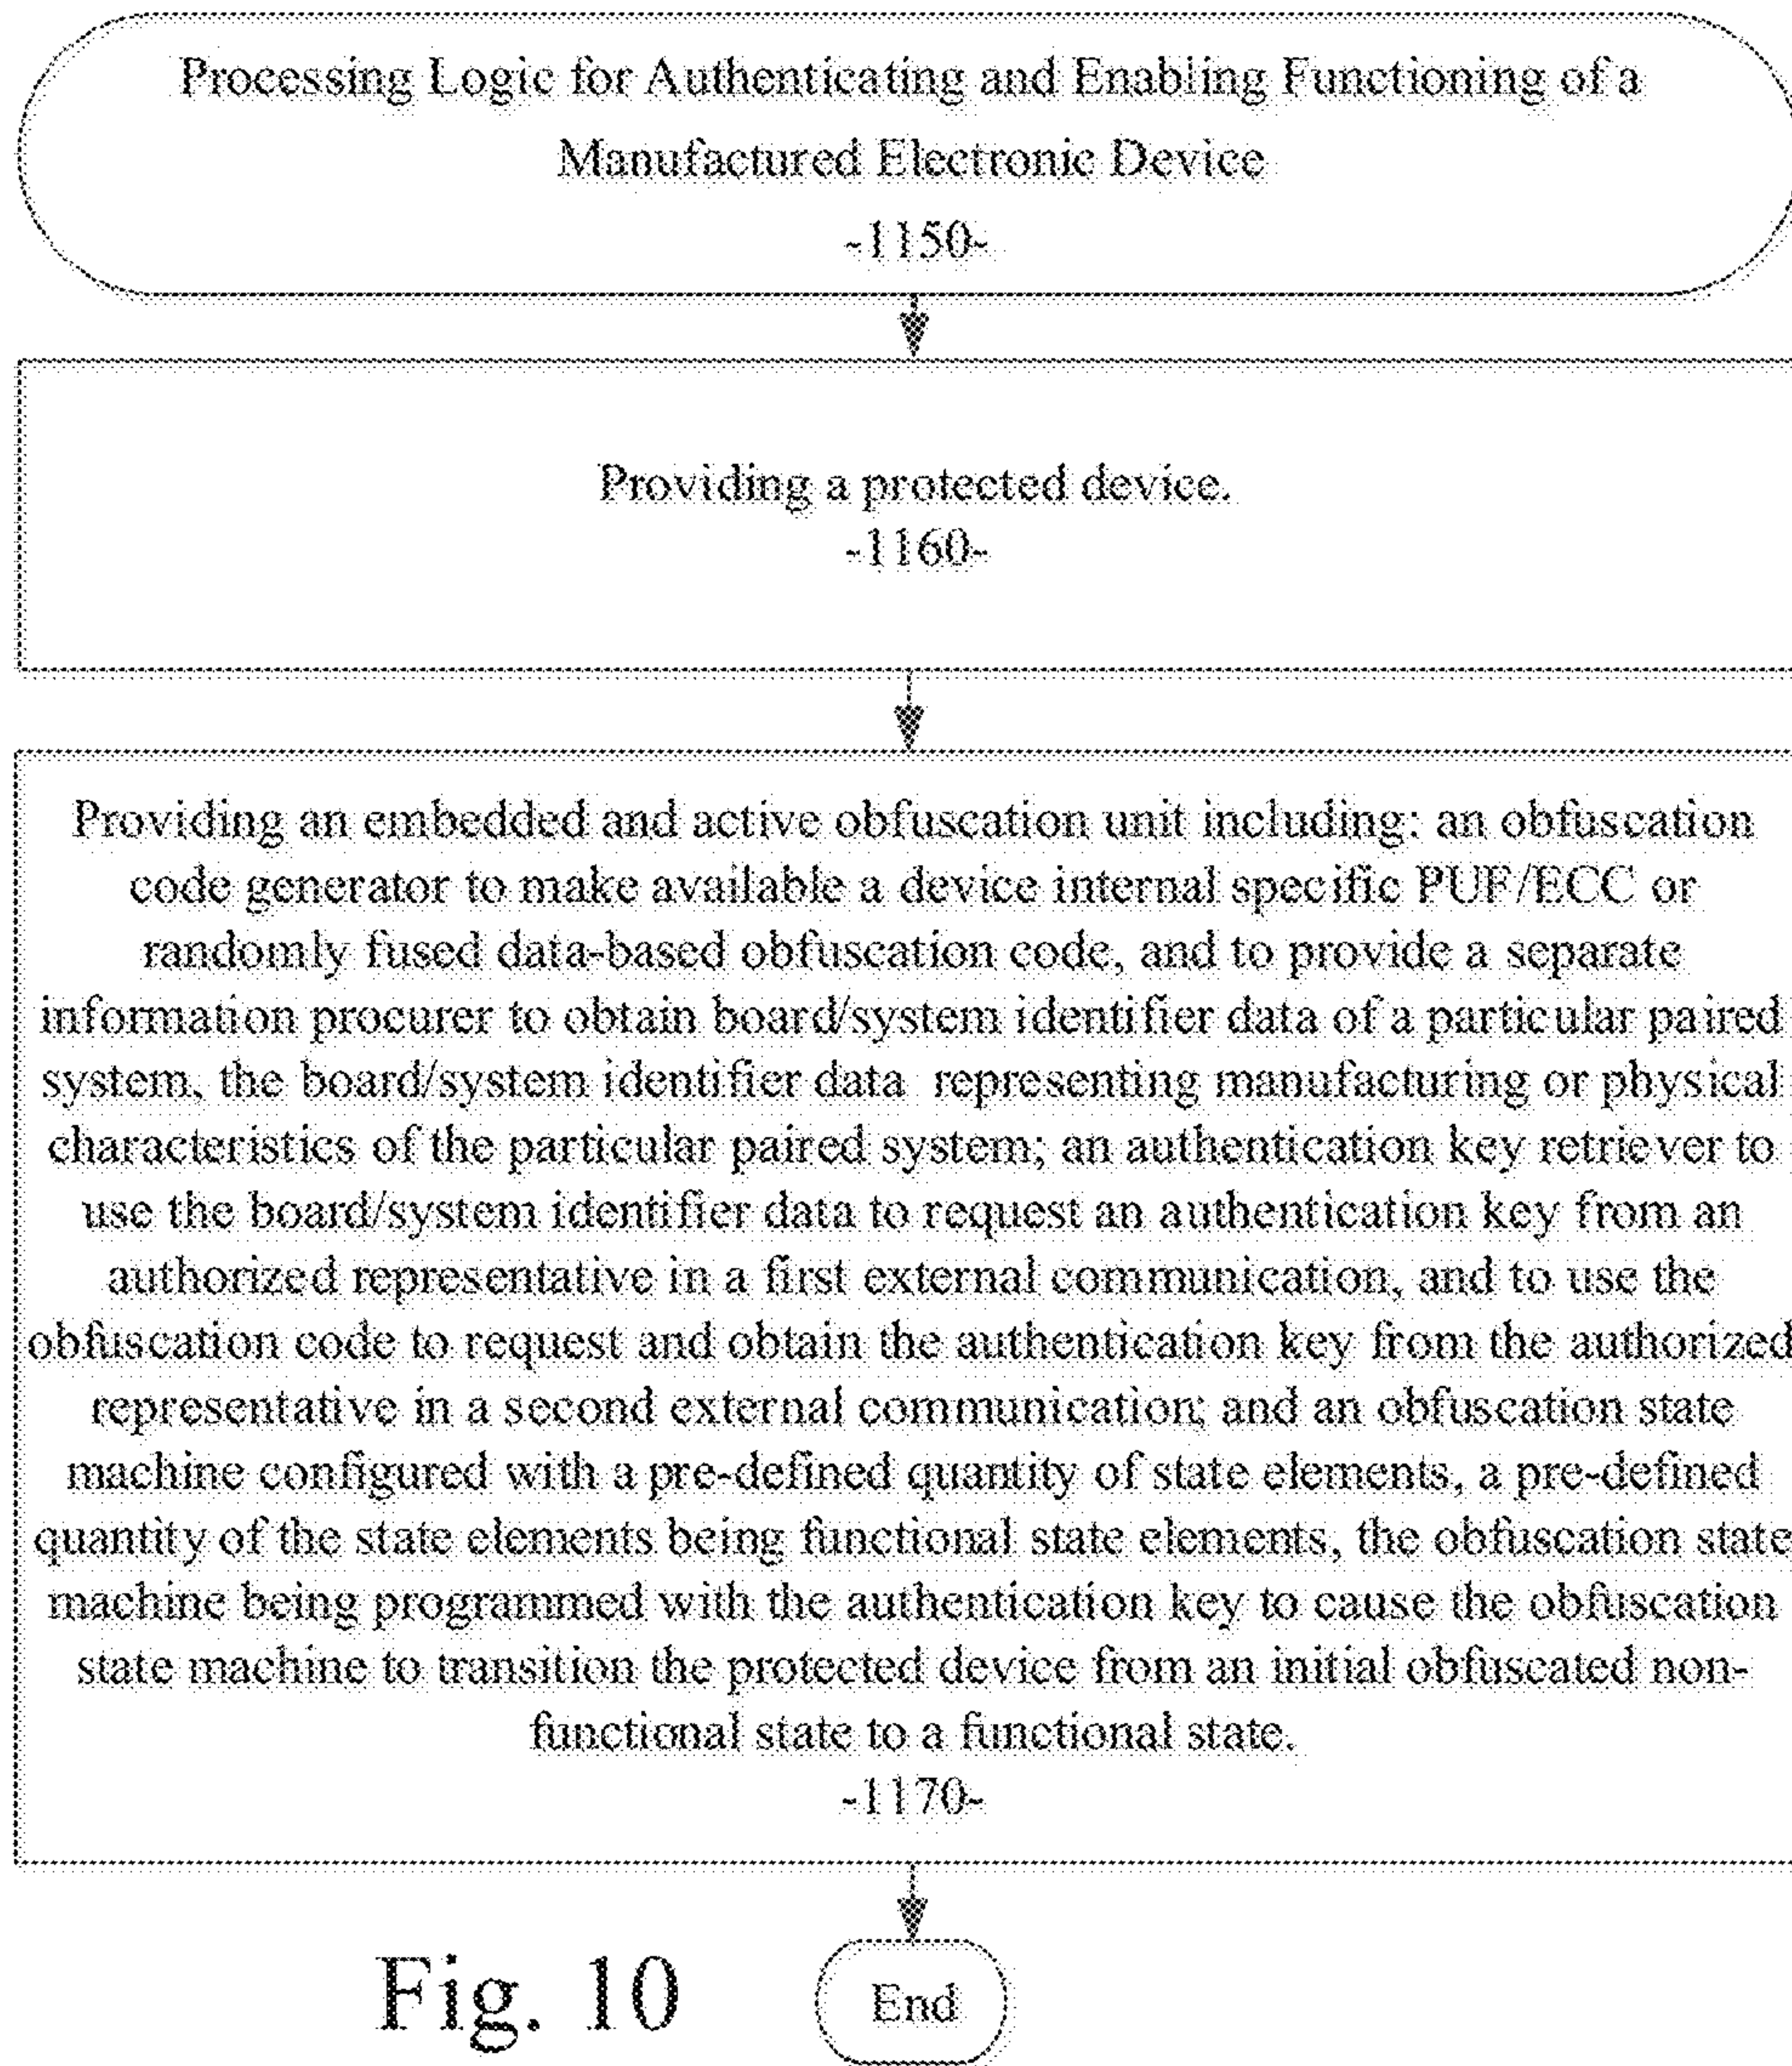 Processing Logic for Authenticating and Enabling Functioning of a
Manufactured Electronic Device
-1150-
Providing a protected device.
-1160-
Providing an embedded and active obfuscation unit including: an obfuscation
code generator to make available a device internal specific PUF/ECC or
randomly fused data-based obfuscation code, and to provide a separate
information procurer to obtain board/system identifier data of a particular paired
system, the board/system identifier data representing manufacturing or physical
characteristics of the particular paired system; an authentication key retriever to
use the board/system identifier data to request an authentication key from an
authorized representative in a first external communication, and to use the
obfuscation code to request and obtain the authentication key from the authorized
representative in a second external communication; and an obfuscation state
machine configured with a pre-defined quantity of state elements, a pre-defined
quantity of the state elements being functional state elements, the obfuscation state
machine being programmed with the authentication key to cause the obfuscation
state machine to transition the protected device from an initial obfuscated non-
functional state to a functional state.
-1170-
Fig. 10
End